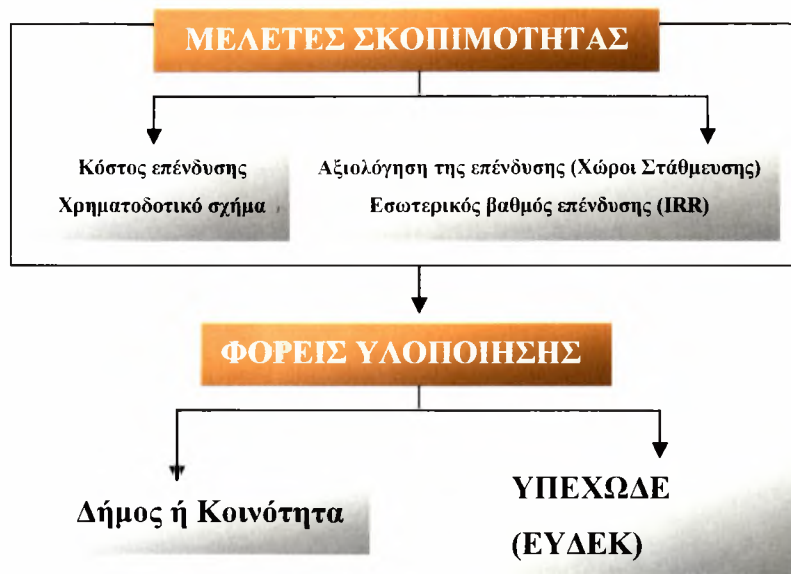 ΜΕΛΕΤΕΣ ΣΚΟΠΙΜΟΤΗΤΑΣ
Κόστος επένδυσης
Χρηματοδοτικό σχήμα
Αξιολόγηση της επένδυσης (Χώροι Στάθμευσης)
Εσωτερικός βαθμός επένδυσης (IRR)
ΦΟΡΕΙΣ ΥΛΟΠΟΙΗΣΗΣ
Δήμος ή Κοινότητα
ΥΠΕΧΩΔΕ
(ΕΥΔΕΚ)